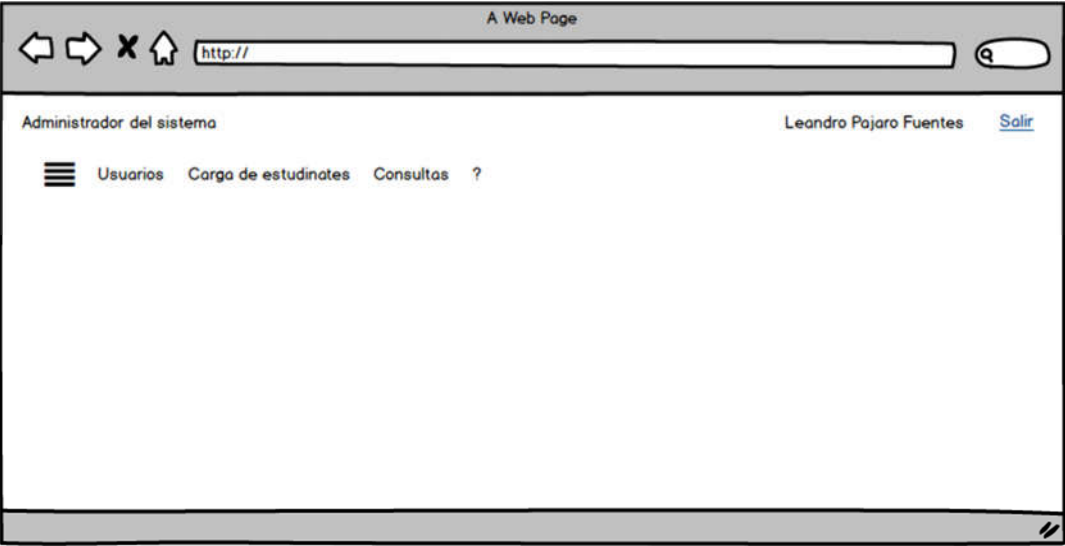 A Web Page
http://
Administrador del sistema Leandro Pajaro Fuentes Salir
Usuarios Carga de estudinates Consultas ?